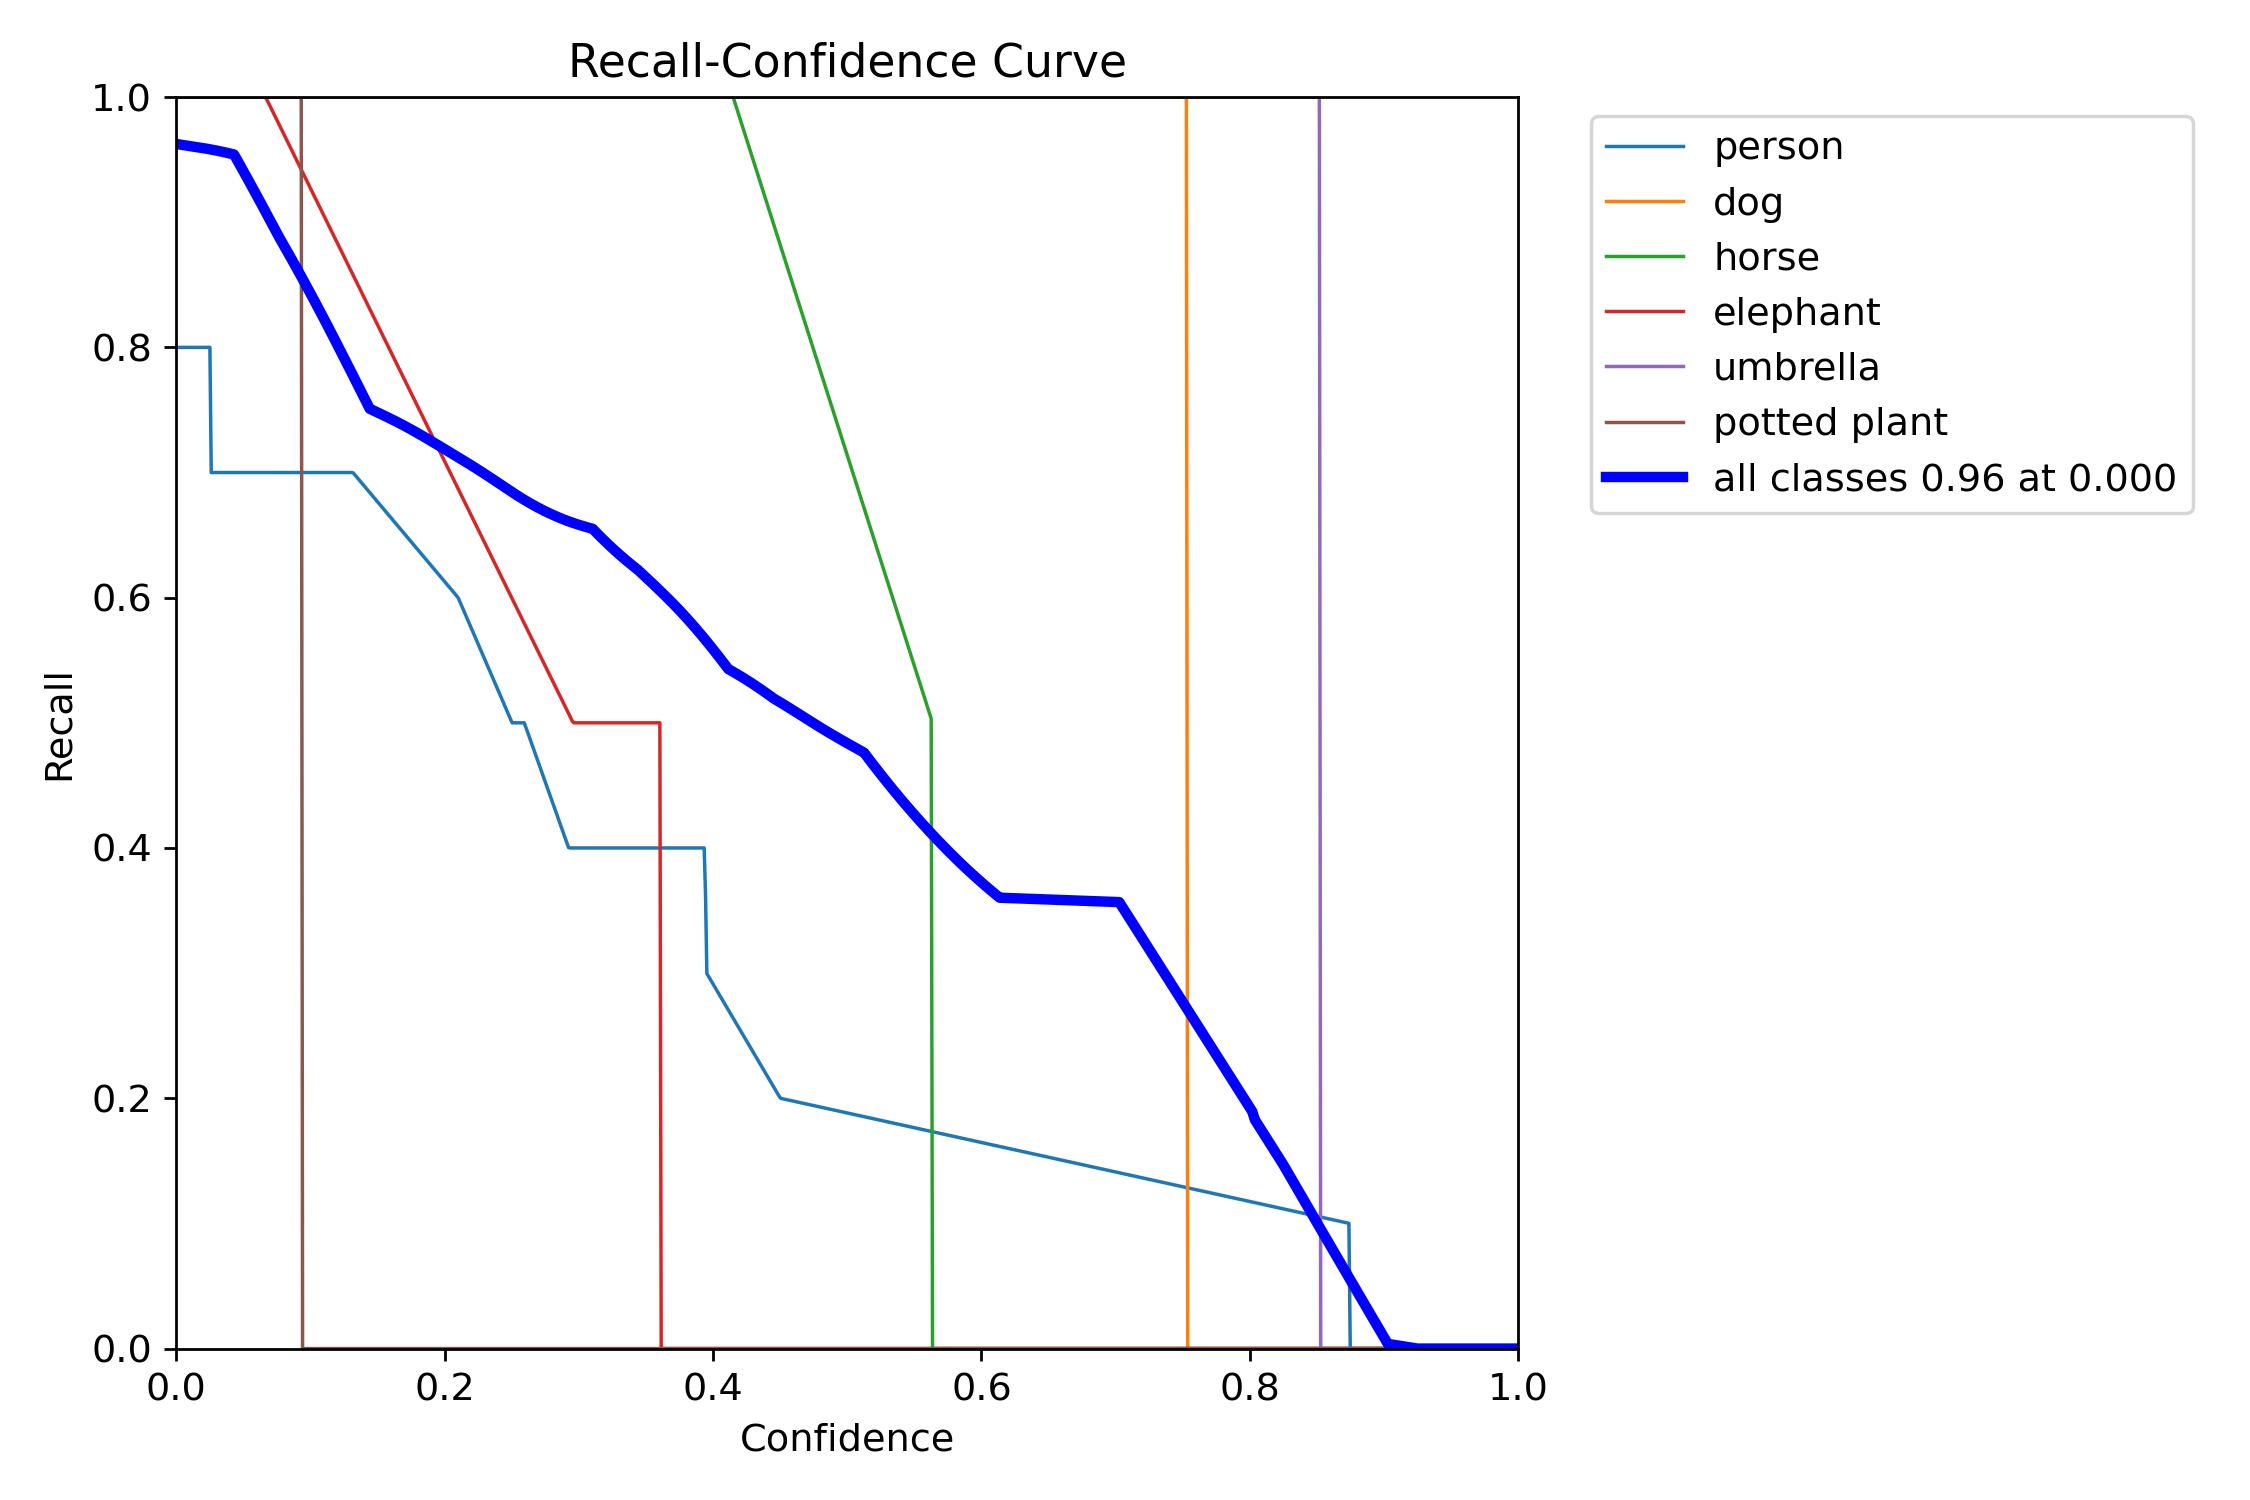 Recall-Confidence Curve
1.0
0.8
0.6
0.4
0.2
0.0
Recall
0.0 0.2 0.4 0.6 0.8 1.0
Confidence
person
dog
horse
elephant
umbrella
potted plant
all classes 0.96 at 0.000